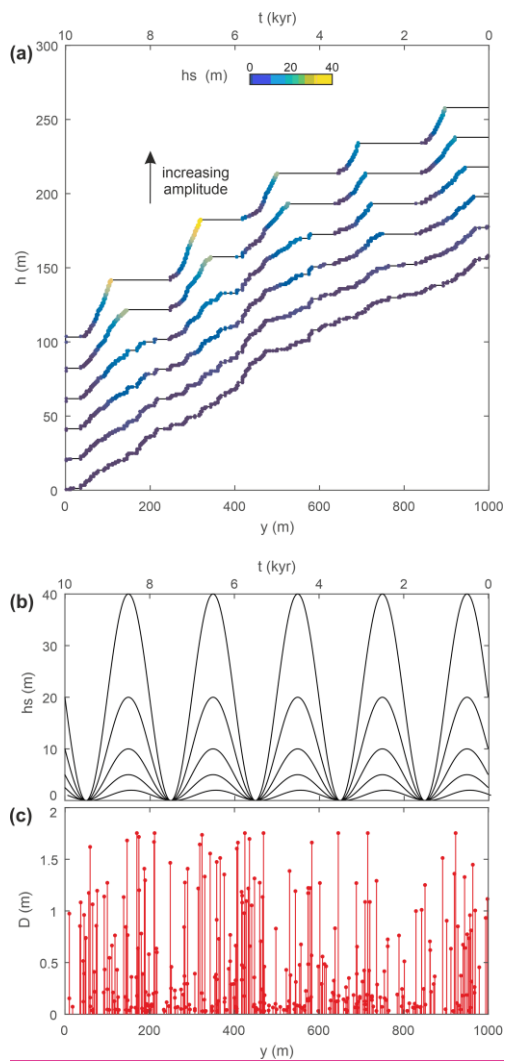 t (kyr)
10 8 6 4 2 0
(a)
300
hs (m)
0 20 40
250
increasing
amplitude
200
h (m)
150
100
50
0
0 200 400 600 800 1000
y (m)
t (kyr)
10 8 6 4 2 0
(b)
40
30
hs (m)
20
10
0
(c)
2
1.5
D (m)
1
0.5
0
0 200 400 600 800 1000
y (m)